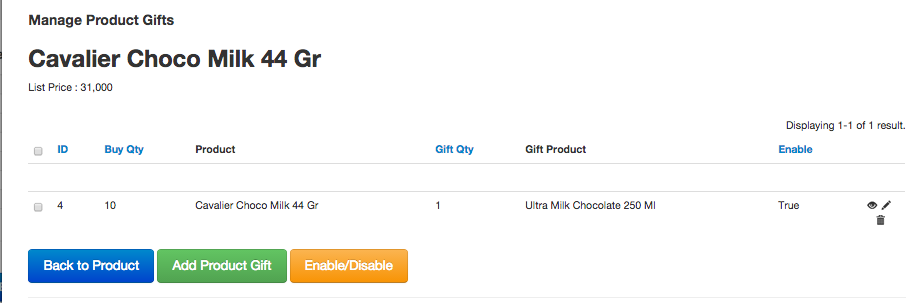 Manage Product Gifts
Cavalier Choco Milk 44 Gr
List Price : 31,000
Displaying 1-1 of 1 result.
ID Buy Qty Product Gift Qty Gift Product Enable
4 10 Cavalier Choco Milk 44 Gr 1 Ultra Milk Chocolate 250 Ml True
Back to Product Add Product Gift Enable/Disable